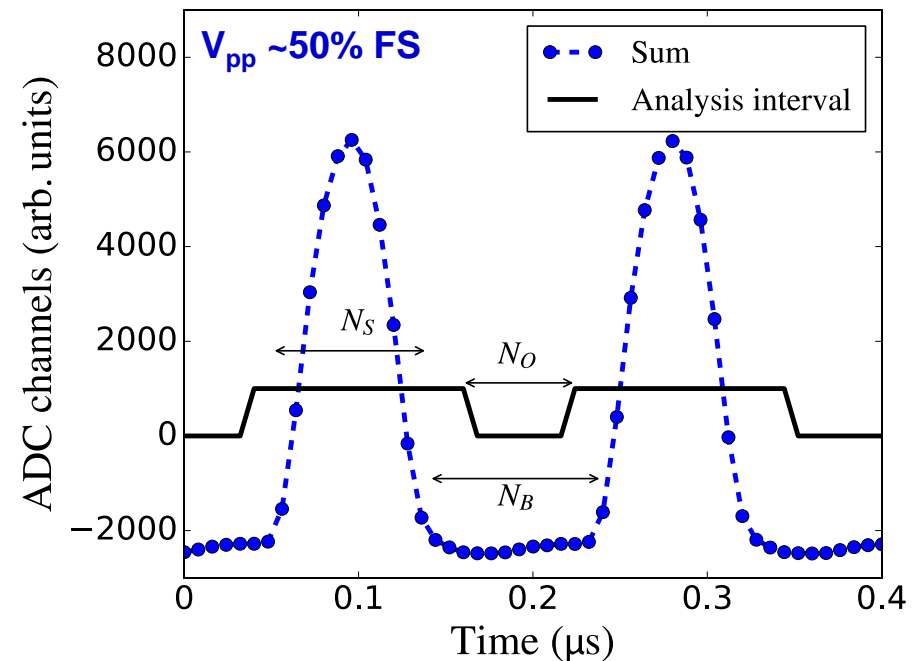 V_pp ~50% FS
Sum
Analysis interval
ADC channels (arb. units)
8000
6000
4000
2000
0
−2000
N_S
N_O
N_B
0 0.1 0.2 0.3 0.4
Time (μs)